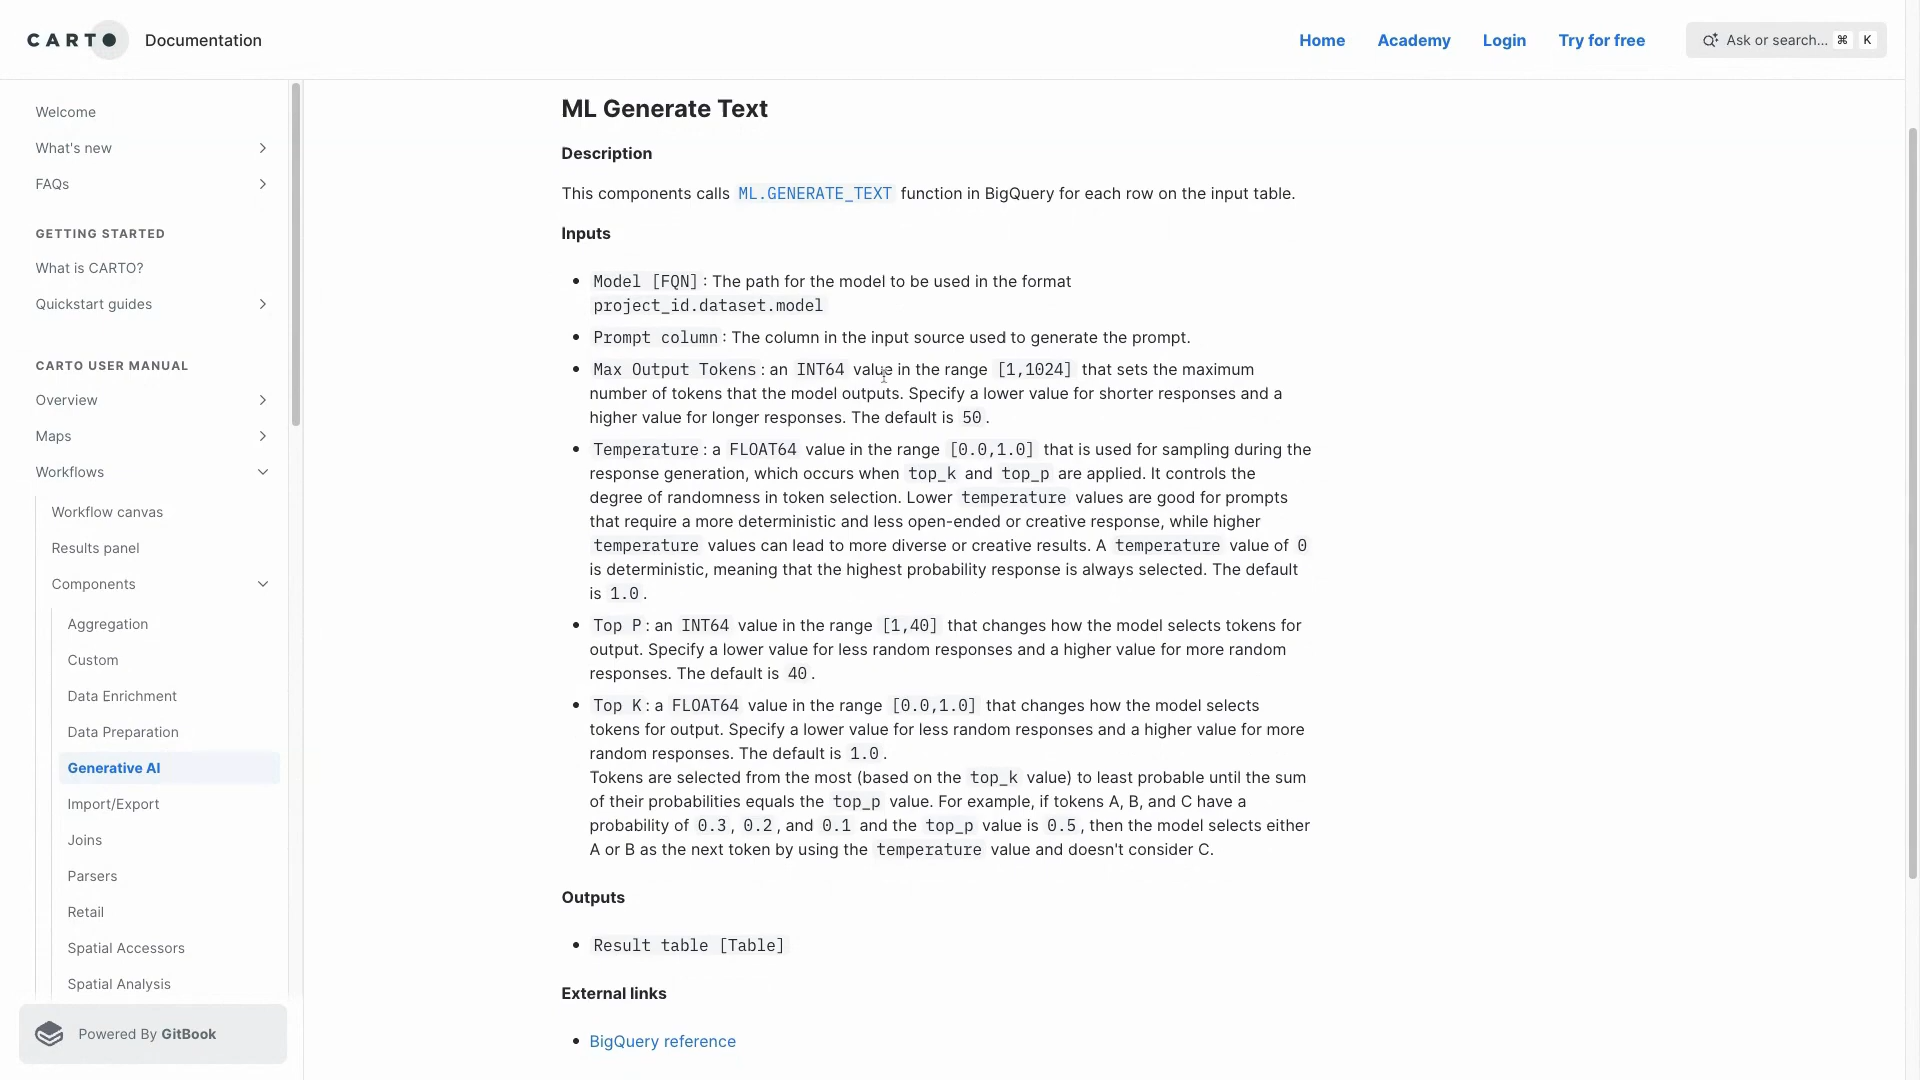 CARTO
Documentation
Home
Academy
Login
Try for free
Ask or search...
⌘
K
Welcome
What's new
FAQs
GETTING STARTED
What is CARTO?
Quickstart guides
CARTO USER MANUAL
Overview
Maps
Workflows
Workflow canvas
Results panel
Components
Aggregation
Custom
Data Enrichment
Data Preparation
Generative AI
Import/Export
Joins
Parsers
Retail
Spatial Accessors
Spatial Analysis
Powered By GitBook
ML Generate Text
Description
This components calls ML.GENERATE_TEXT function in BigQuery for each row on the input table.
Inputs
• Model [FQN]: The path for the model to be used in the format
project_id.dataset.model
• Prompt column: The column in the input source used to generate the prompt.
• Max Output Tokens: an INT64 value in the range [1,1024] that sets the maximum
number of tokens that the model outputs. Specify a lower value for shorter responses and a
higher value for longer responses. The default is 50.
• Temperature: a FLOAT64 value in the range [0.0,1.0] that is used for sampling during the
response generation, which occurs when top_k and top_p are applied. It controls the
degree of randomness in token selection. Lower temperature values are good for prompts
that require a more deterministic and less open-ended or creative response, while higher
temperature values can lead to more diverse or creative results. A temperature value of 0
is deterministic, meaning that the highest probability response is always selected. The default
is 1.0.
• Top P: an INT64 value in the range [1,40] that changes how the model selects tokens for
output. Specify a lower value for less random responses and a higher value for more random
responses. The default is 40.
• Top K: a FLOAT64 value in the range [0.0,1.0] that changes how the model selects
tokens for output. Specify a lower value for less random responses and a higher value for more
random responses. The default is 1.0.
Tokens are selected from the most (based on the top_k value) to least probable until the sum
of their probabilities equals the top_p value. For example, if tokens A, B, and C have a
probability of 0.3, 0.2, and 0.1 and the top_p value is 0.5, then the model selects either
A or B as the next token by using the temperature value and doesn't consider C.
Outputs
• Result table [Table]
External links
• BigQuery reference